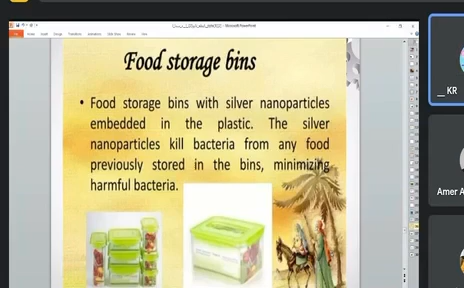 Food storage bins
• Food storage bins with silver nanoparticles
embedded in the plastic. The silver
nanoparticles kill bacteria from any food
previously stored in the bins, minimizing
harmful bacteria.
__ KR
Amer A